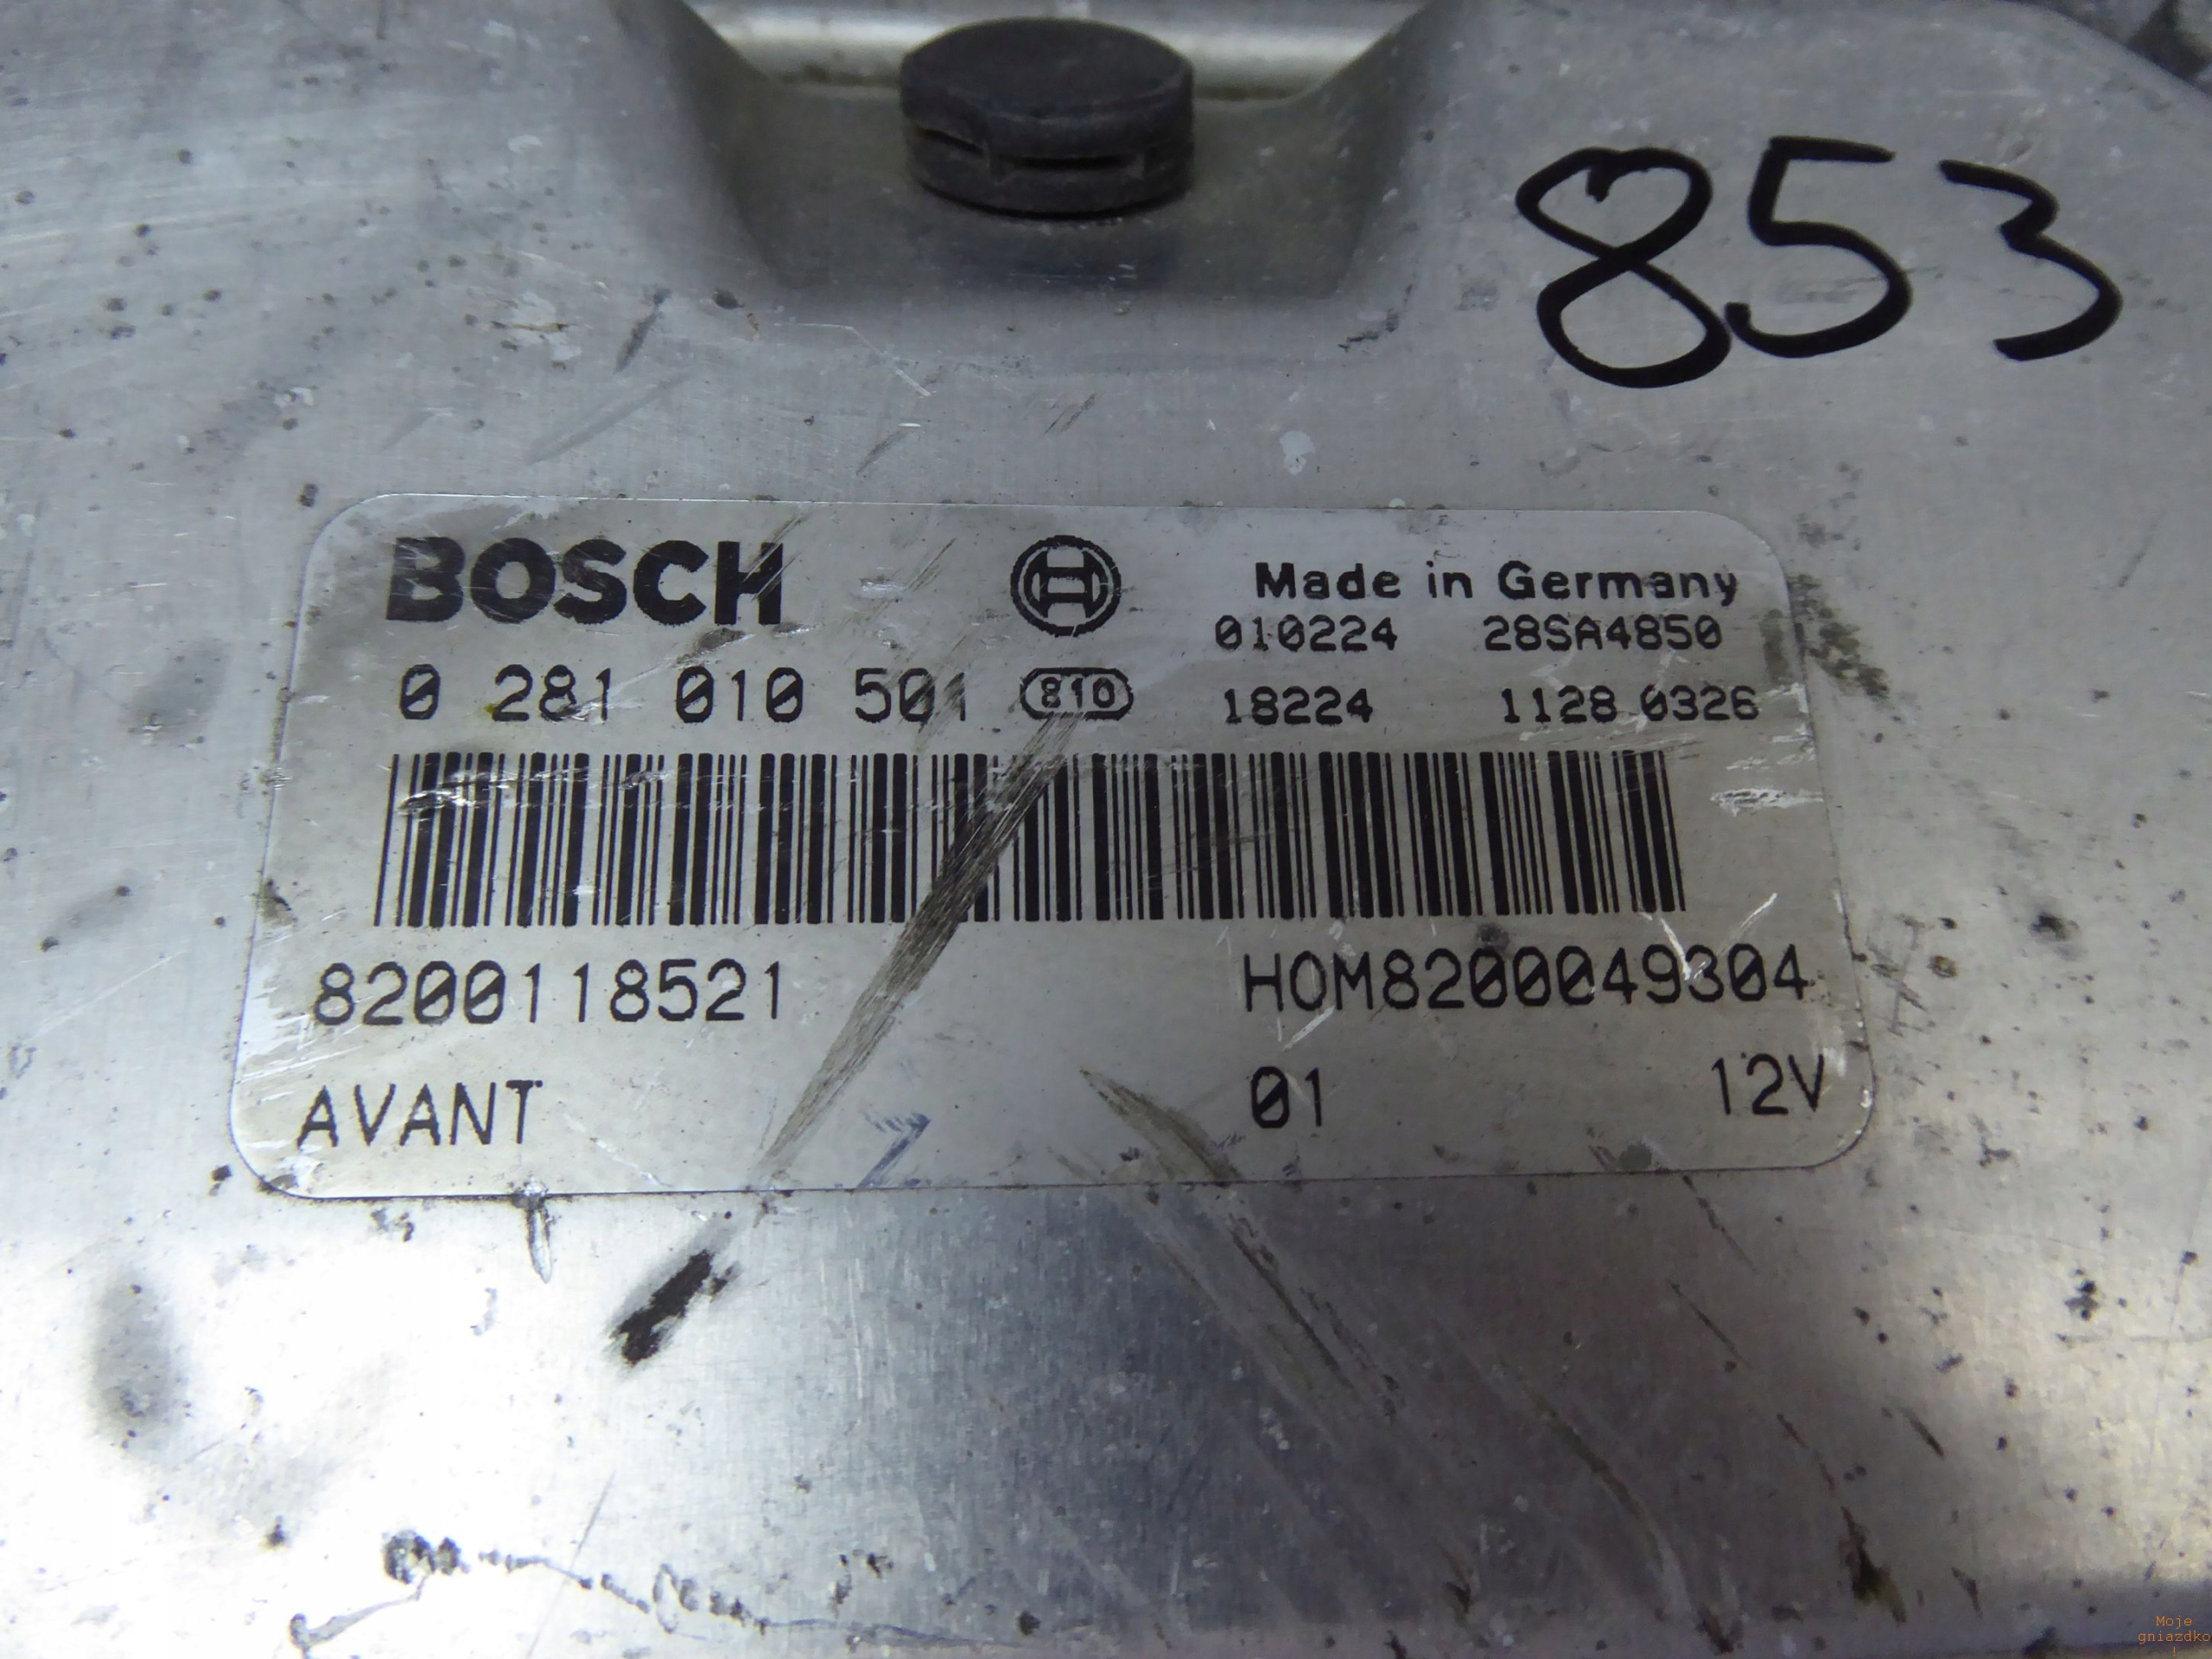 853
BOSCH Made in Germany
010224 28SA4850
0 281 010 501 810 18224 1128 0326
8200118521 HOM8200049304
AVANT 01 12V
Moje
gniazdko